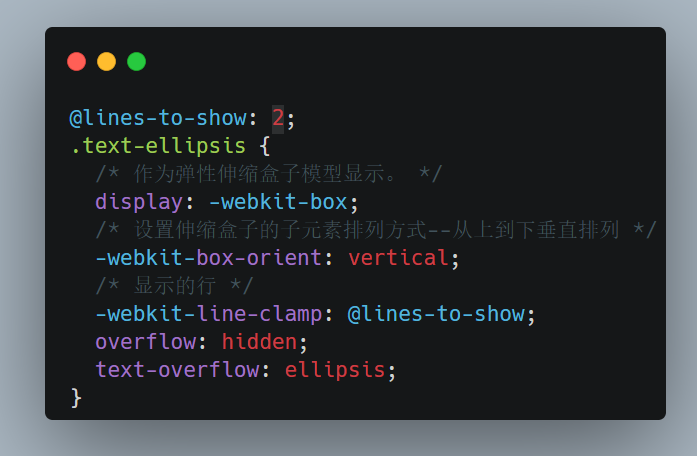 @lines-to-show: 2;
.text-ellipsis {
  /* 作为弹性伸缩盒子模型显示。 */
  display: -webkit-box;
  /* 设置伸缩盒子的子元素排列方式--从上到下垂直排列 */
  -webkit-box-orient: vertical;
  /* 显示的行 */
  -webkit-line-clamp: @lines-to-show;
  overflow: hidden;
  text-overflow: ellipsis;
}